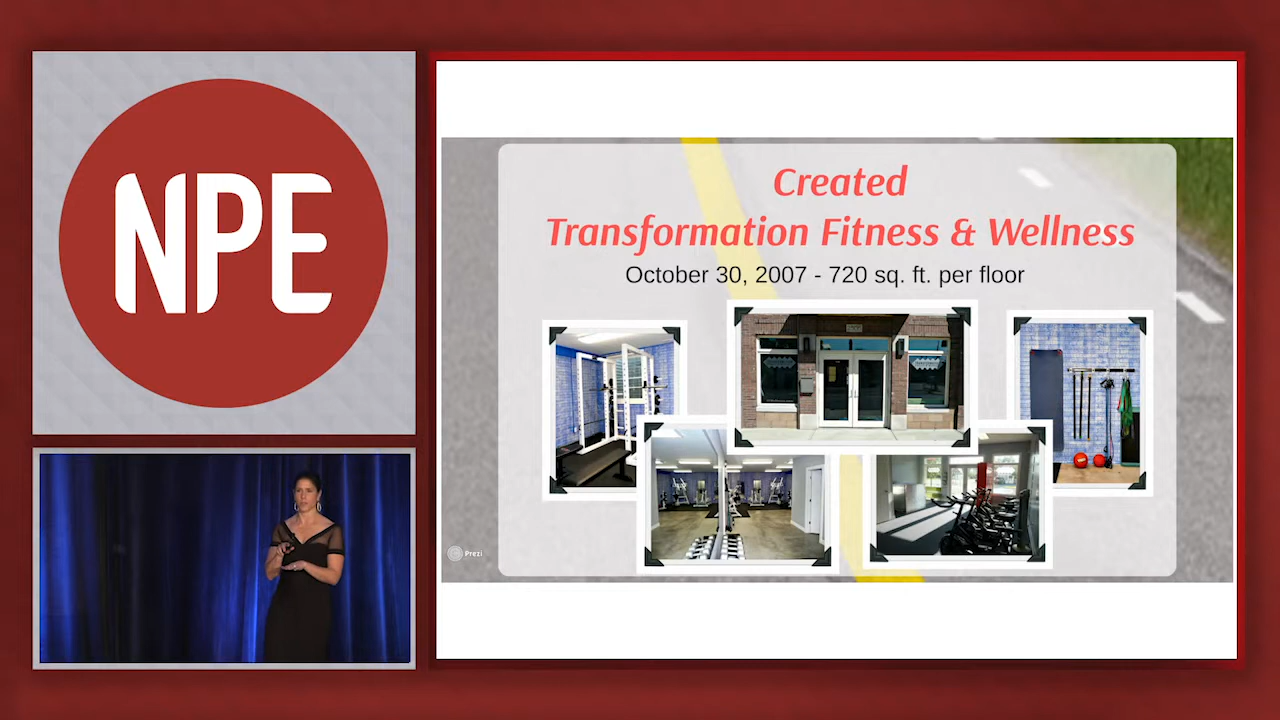 NPE
Created
Transformation Fitness & Wellness
October 30, 2007 - 720 sq. ft. per floor
Prezi